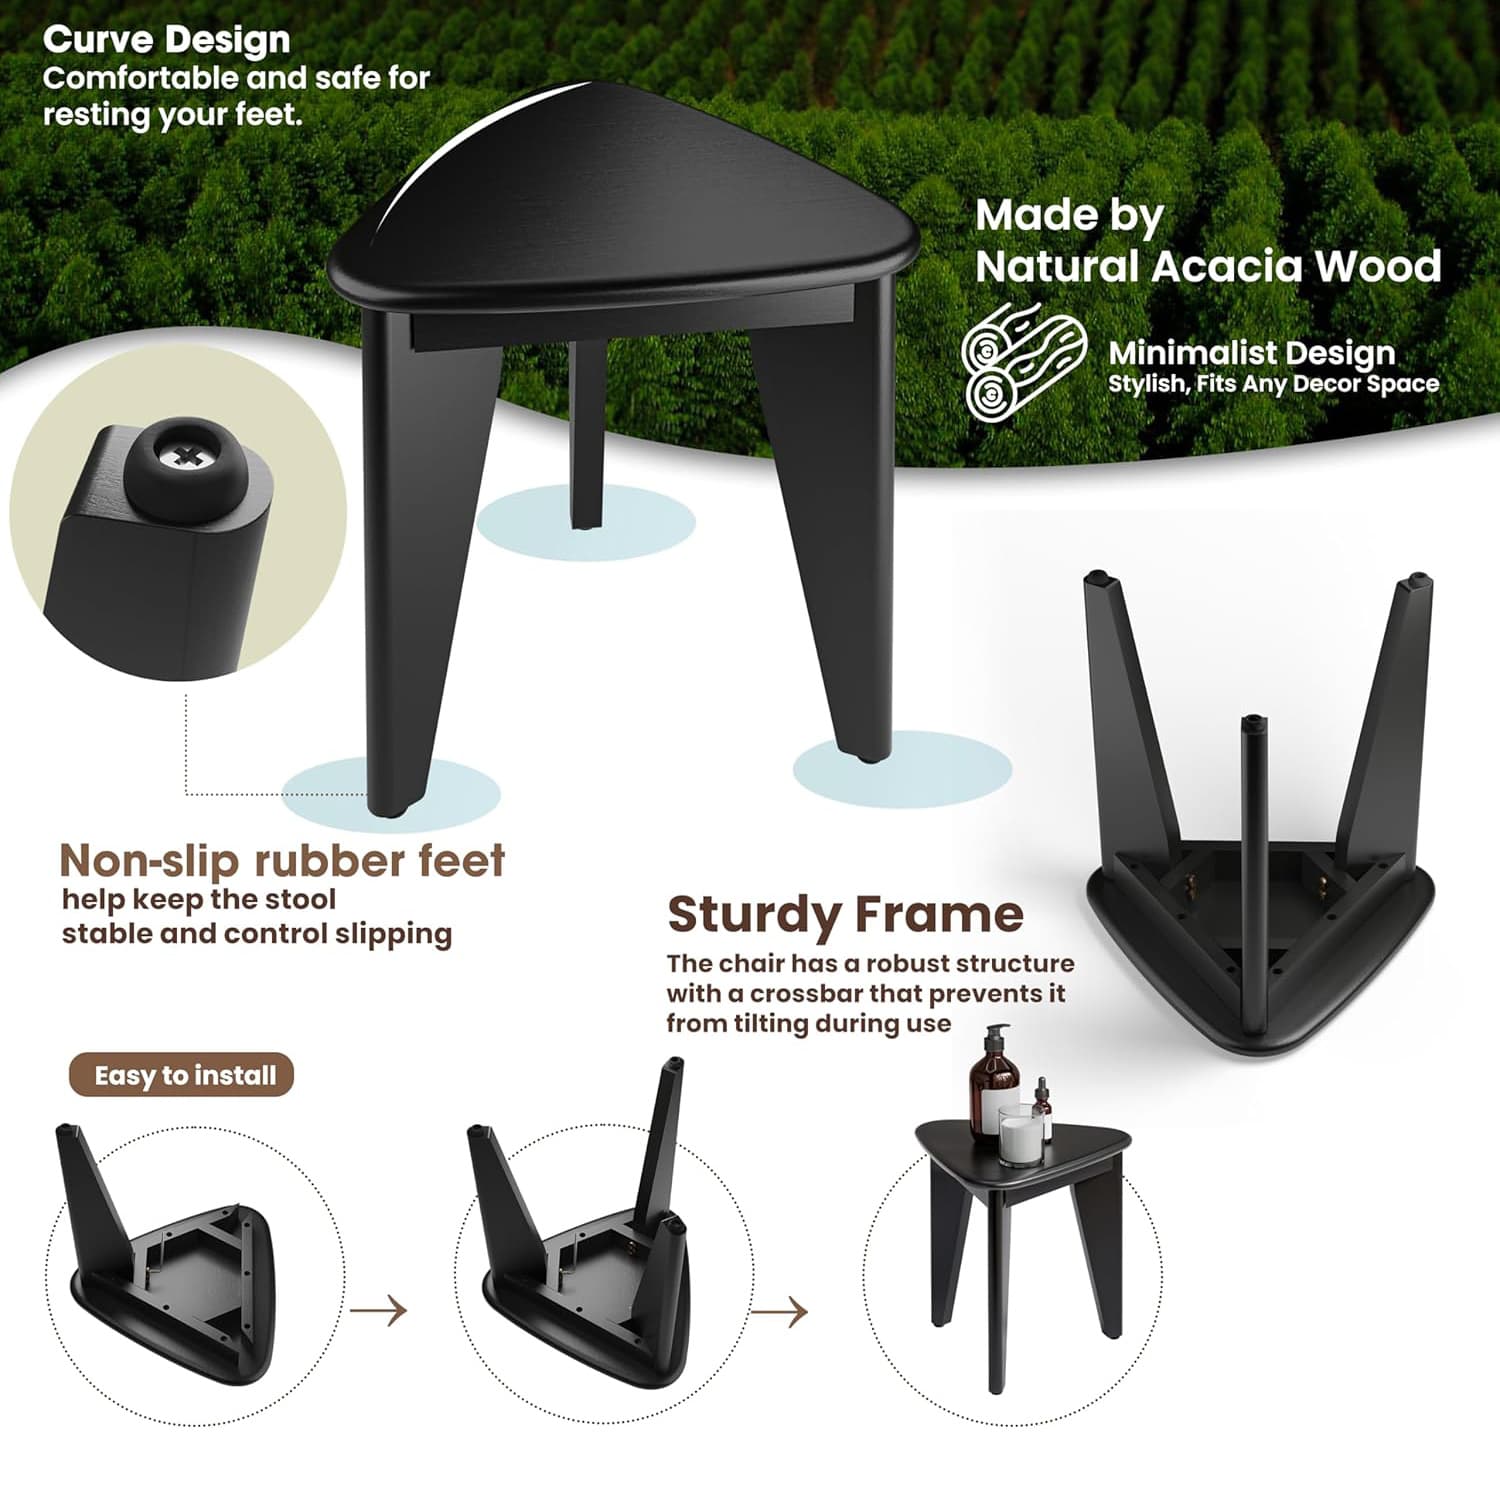 Curve Design
Comfortable and safe for
resting your feet.
Made by
Natural Acacia Wood
Minimalist Design
Stylish, Fits Any Decor Space
Non-slip rubber feet
help keep the stool
stable and control slipping
Sturdy Frame
The chair has a robust structure
with a crossbar that prevents it
from tilting during use
Easy to install